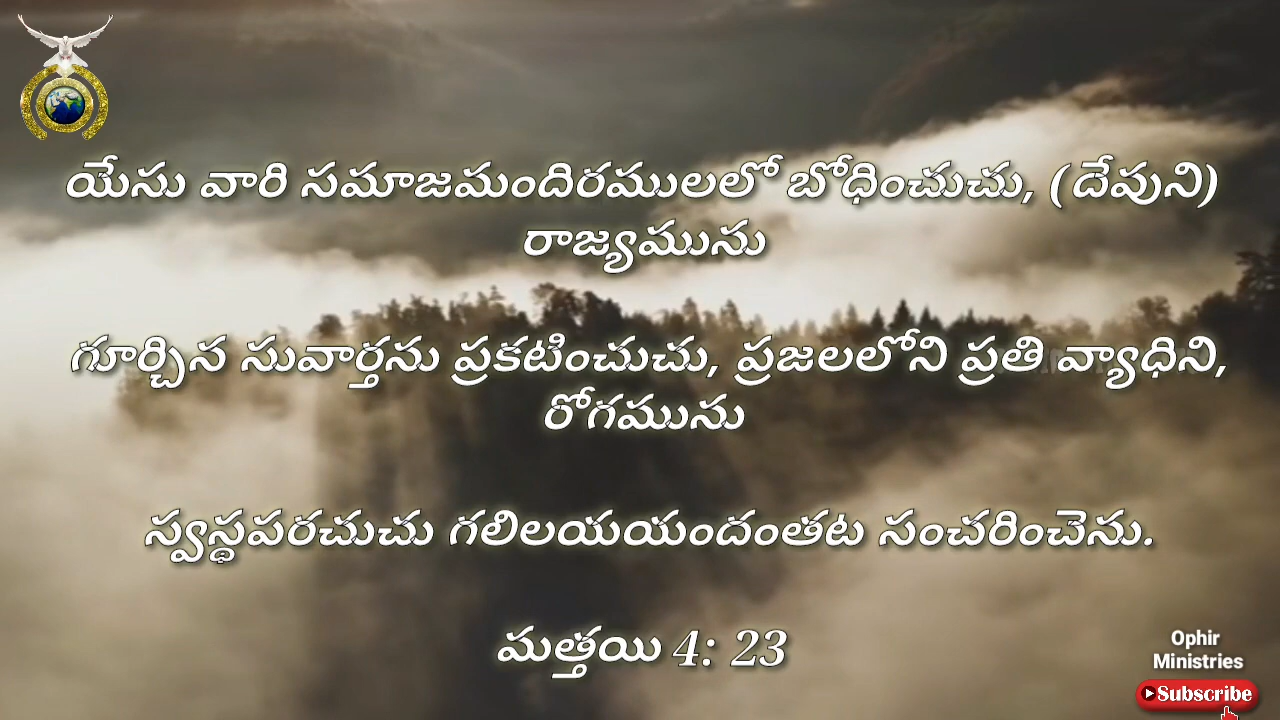 యేసు వారి సమాజమందిరములలో బోధించుచు, (దేవుని)
రాజ్యమును
గూర్చిన సువార్తను ప్రకటించుచు, ప్రజలలోని ప్రతి వ్యాధిని,
రోగమును
స్వస్థపరచుచు గలిలయయందంతట సంచరించెను.
మత్తయి 4: 23
Ophir
Ministries
Subscribe